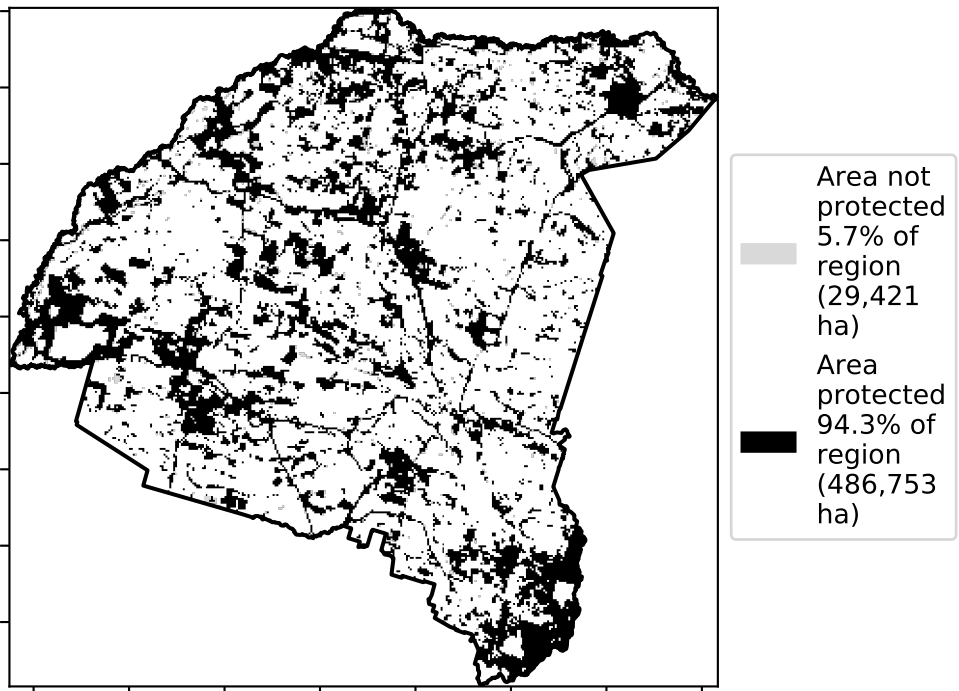 Area not
protected
5.7% of
region
(29,421
ha)
Area
protected
94.3% of
region
(486,753
ha)